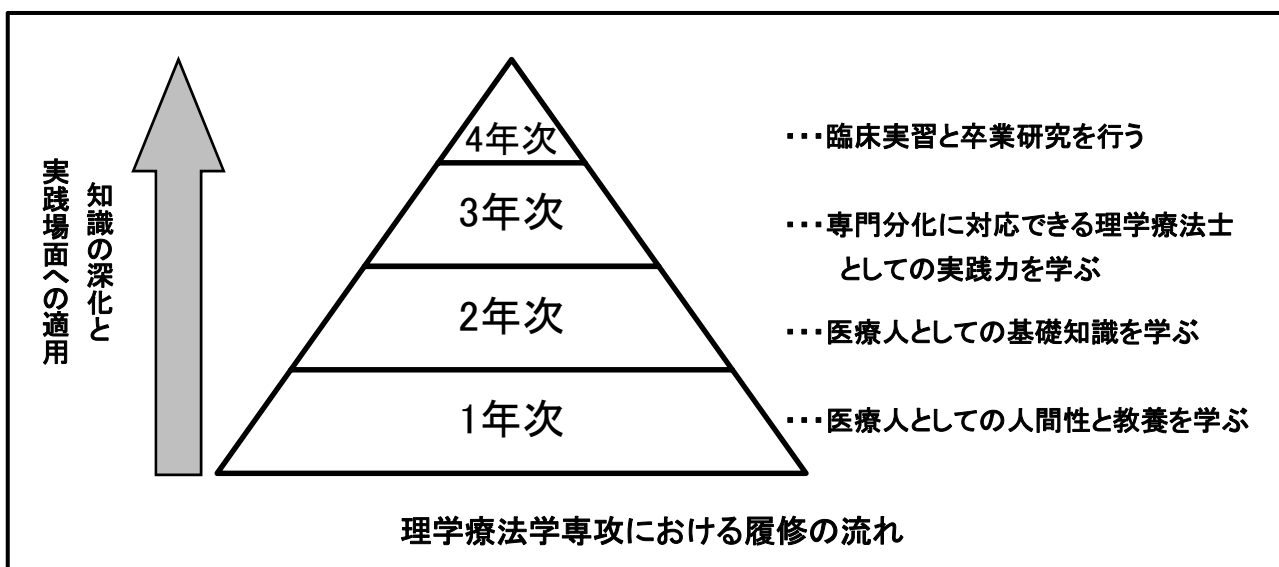 知識の深化と
実践場面への適用
4年次
・・・臨床実習と卒業研究を行う
3年次
・・・専門分化に対応できる理学療法士
としての実践力を学ぶ
2年次
・・・医療人としての基礎知識を学ぶ
1年次
・・・医療人としての人間性と教養を学ぶ
理学療法学専攻における履修の流れ